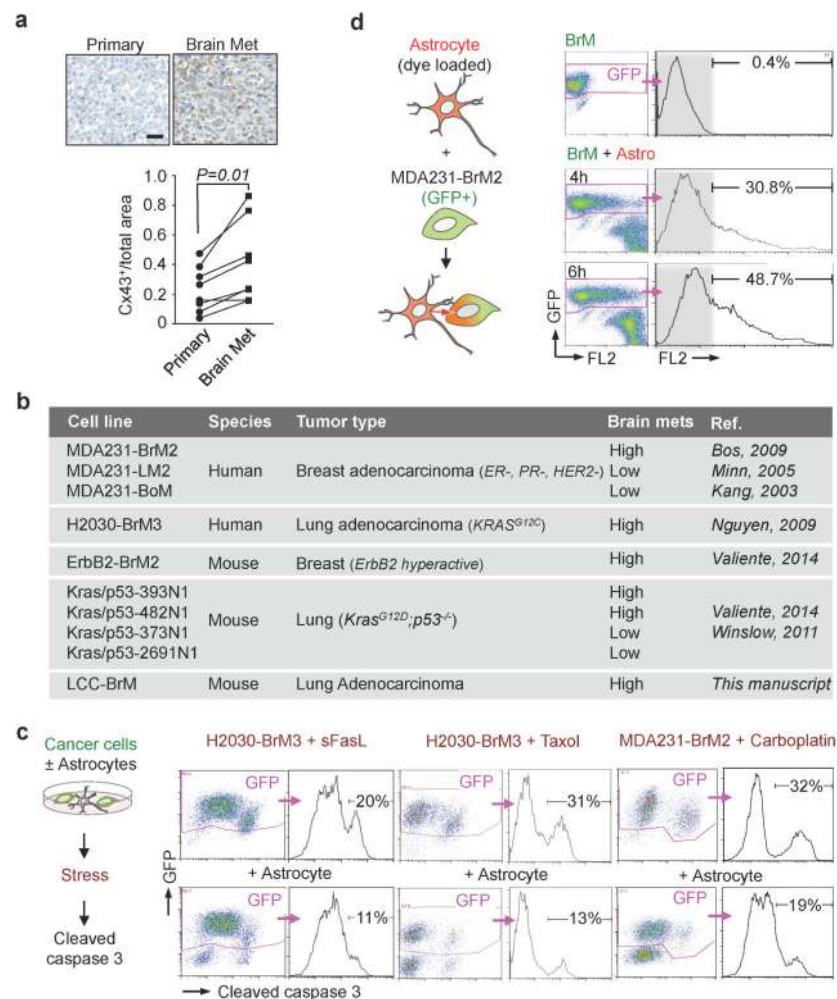 a
Primary
Brain Met
P=0.01
Cx43⁺/total area
1.0
0.8
0.6
0.4
0.2
0
Primary
Brain Met
d
Astrocyte
(dye loaded)
+
MDA231-BrM2
(GFP+)
BrM
GFP
0.4%
BrM + Astro
4h
30.8%
6h
48.7%
GFP
FL2
FL2
b
Cell line Species Tumor type Brain mets Ref.
MDA231-BrM2 High Bos, 2009
MDA231-LM2 Human Breast adenocarcinoma (ER-, PR-, HER2-) Low Minn, 2005
MDA231-BoM Low Kang, 2003
H2030-BrM3 Human Lung adenocarcinoma (KRASᴳ¹²ᶜ) High Nguyen, 2009
ErbB2-BrM2 Mouse Breast (ErbB2 hyperactive) High Valiente, 2014
Kras/p53-393N1 High
Kras/p53-482N1 Mouse Lung (Krasᴳ¹²ᴰ;p53⁻/⁻) High Valiente, 2014
Kras/p53-373N1 Low Winslow, 2011
Kras/p53-2691N1 Low
LCC-BrM Mouse Lung Adenocarcinoma High This manuscript
c
Cancer cells
± Astrocytes
Stress
Cleaved
caspase 3
H2030-BrM3 + sFasL
H2030-BrM3 + Taxol
MDA231-BrM2 + Carboplatin
GFP
20%
GFP
31%
GFP
32%
+ Astrocyte
+ Astrocyte
+ Astrocyte
GFP
11%
GFP
13%
GFP
19%
GFP
Cleaved caspase 3